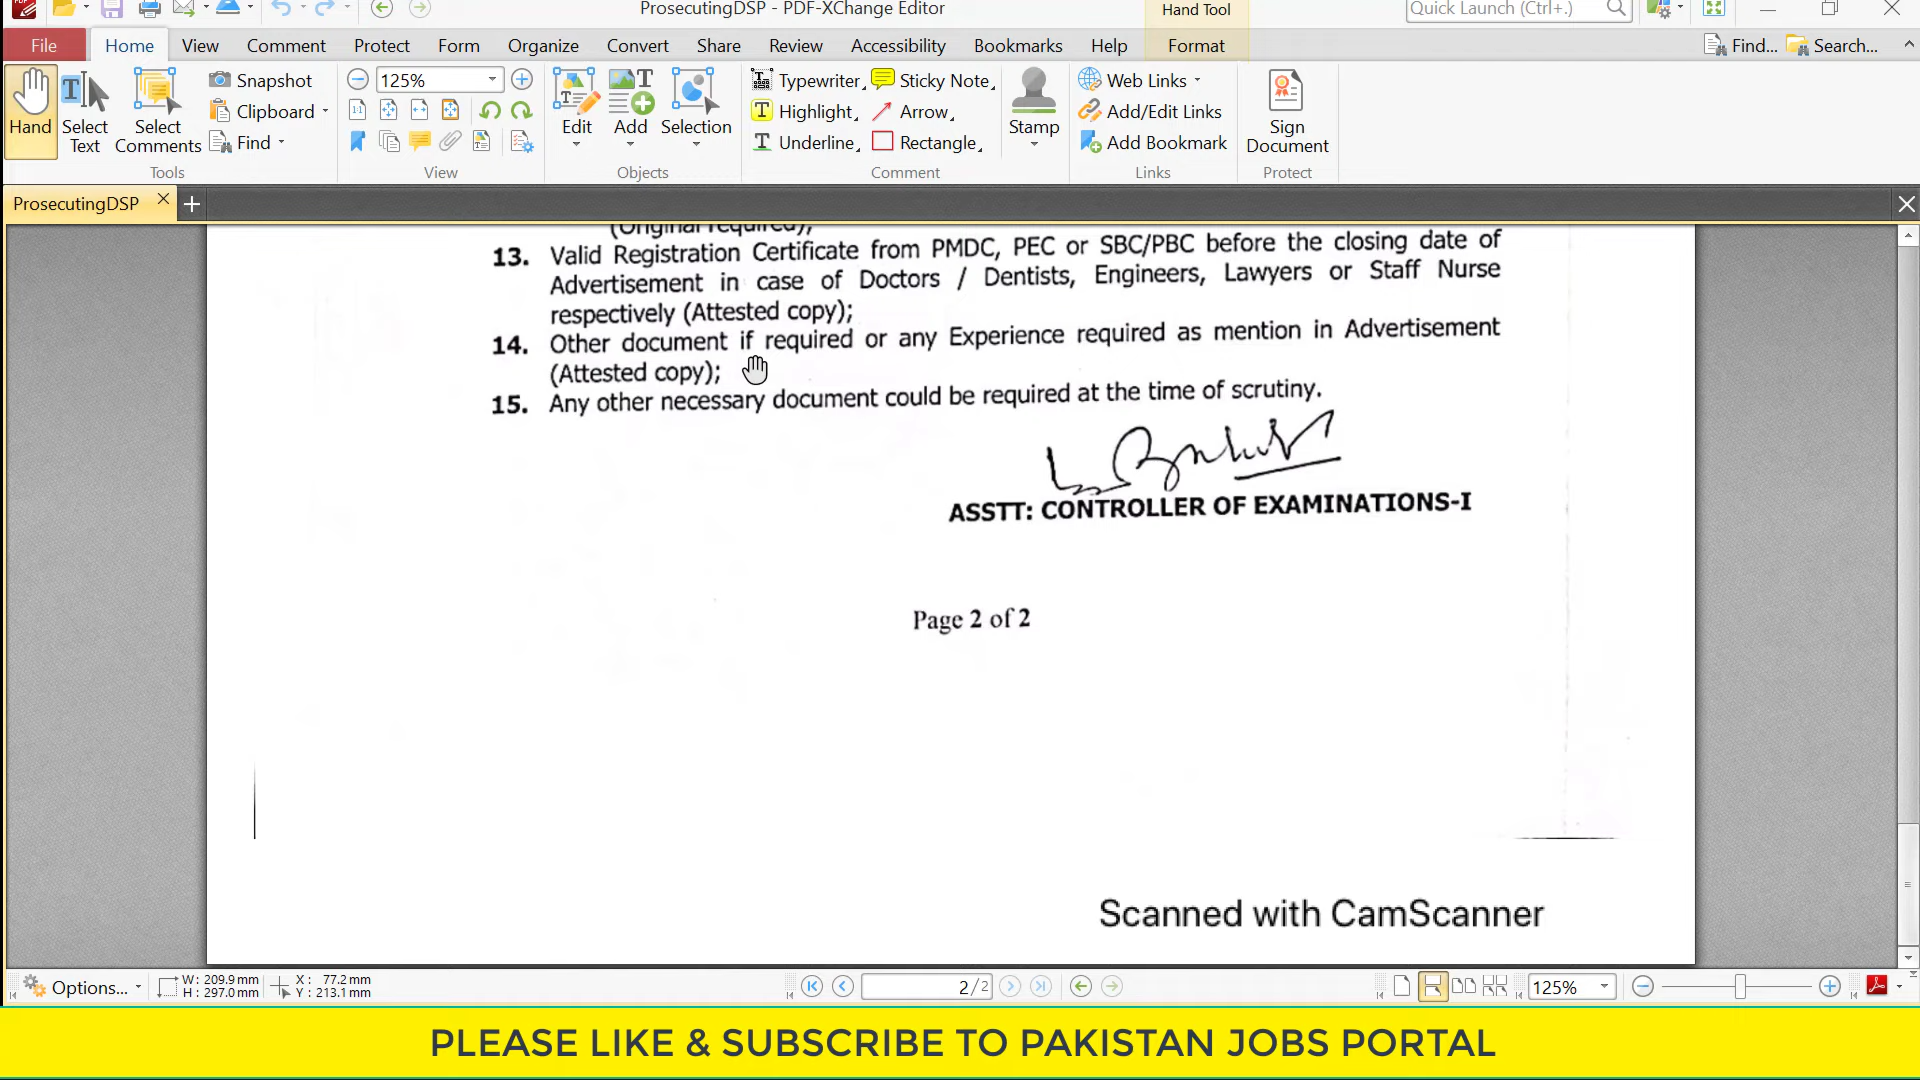 ProsecutingDSP - PDF-XChange Editor
Hand Tool
Quick Launch (Ctrl+.)
File Home View Comment Protect Form Organize Convert Share Review Accessibility Bookmarks Help Format Find... Search...
Hand
Select Text
Select Comments
Snapshot
Clipboard
Find
Tools
125%
View
Edit
Add
Selection
Objects
Typewriter
Highlight
Underline
Sticky Note
Arrow
Rectangle
Comment
Stamp
Web Links
Add/Edit Links
Add Bookmark
Links
Sign Document
Protect
ProsecutingDSP
(Original required);
13. Valid Registration Certificate from PMDC, PEC or SBC/PBC before the closing date of
Advertisement in case of Doctors / Dentists, Engineers, Lawyers or Staff Nurse
respectively (Attested copy);
14. Other document if required or any Experience required as mention in Advertisement
(Attested copy);
15. Any other necessary document could be required at the time of scrutiny.
ASSTT: CONTROLLER OF EXAMINATIONS-I
Page 2 of 2
Scanned with CamScanner
Options...
W: 209.9 mm
H: 297.0 mm
X: 77.2 mm
Y: 213.1 mm
2 / 2
125%
PLEASE LIKE & SUBSCRIBE TO PAKISTAN JOBS PORTAL